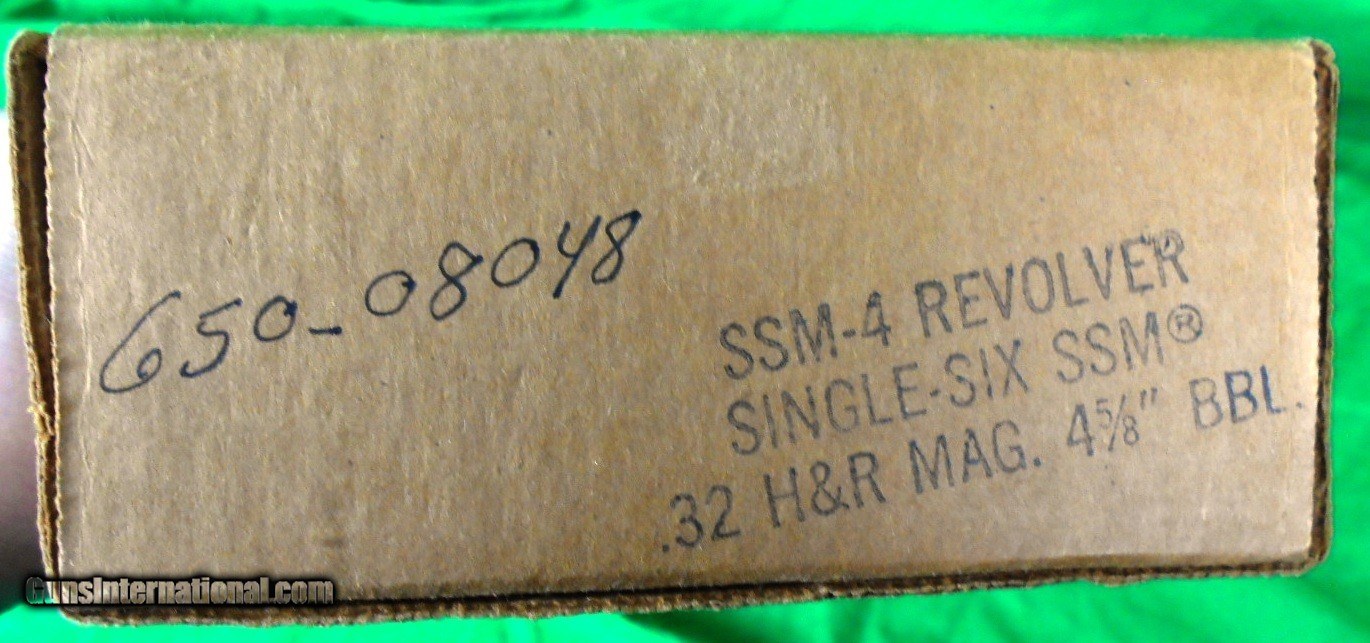 650-08048
SSM-4 REVOLVER
SINGLE-SIX SSM®
.32 H&R MAG. 4⅝" BBL.
GunsInternational.com